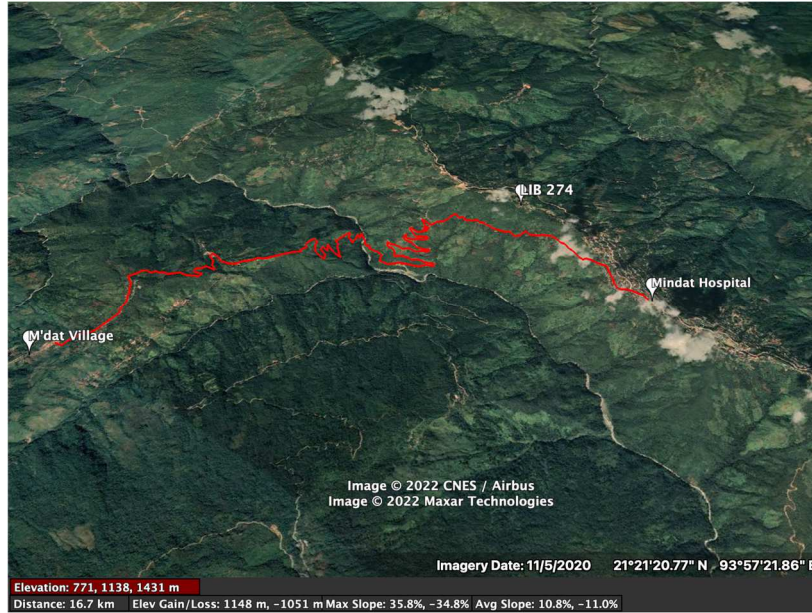 LIB 274
Mindat Hospital
M'dat Village
Image © 2022 CNES / Airbus
Image © 2022 Maxar Technologies
Imagery Date: 11/5/2020 21°21'20.77" N 93°57'21.86" E
Elevation: 771, 1138, 1431 m
Distance: 16.7 km Elev Gain/Loss: 1148 m, -1051 m Max Slope: 35.8%, -34.8% Avg Slope: 10.8%, -11.0%